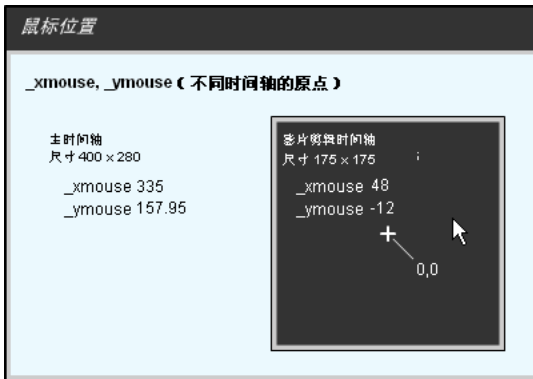 鼠标位置
_xmouse, _ymouse（不同时间轴的原点）
主时间轴
尺寸 400 × 280
_xmouse 335
_ymouse 157.95
影片剪辑时间轴
尺寸 175 × 175
_xmouse 48
_ymouse -12
0,0